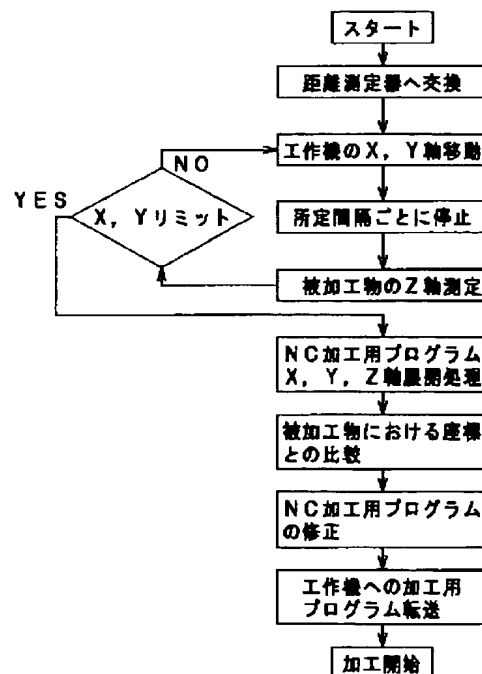 スタート
距離測定器へ交換
工作機のX，Y軸移動
NO
YES
X，Yリミット
所定間隔ごとに停止
被加工物のZ軸測定
NC加工用プログラム
X，Y，Z軸展開処理
被加工物における座標
との比較
NC加工用プログラム
の修正
工作機への加工用
プログラム転送
加工開始